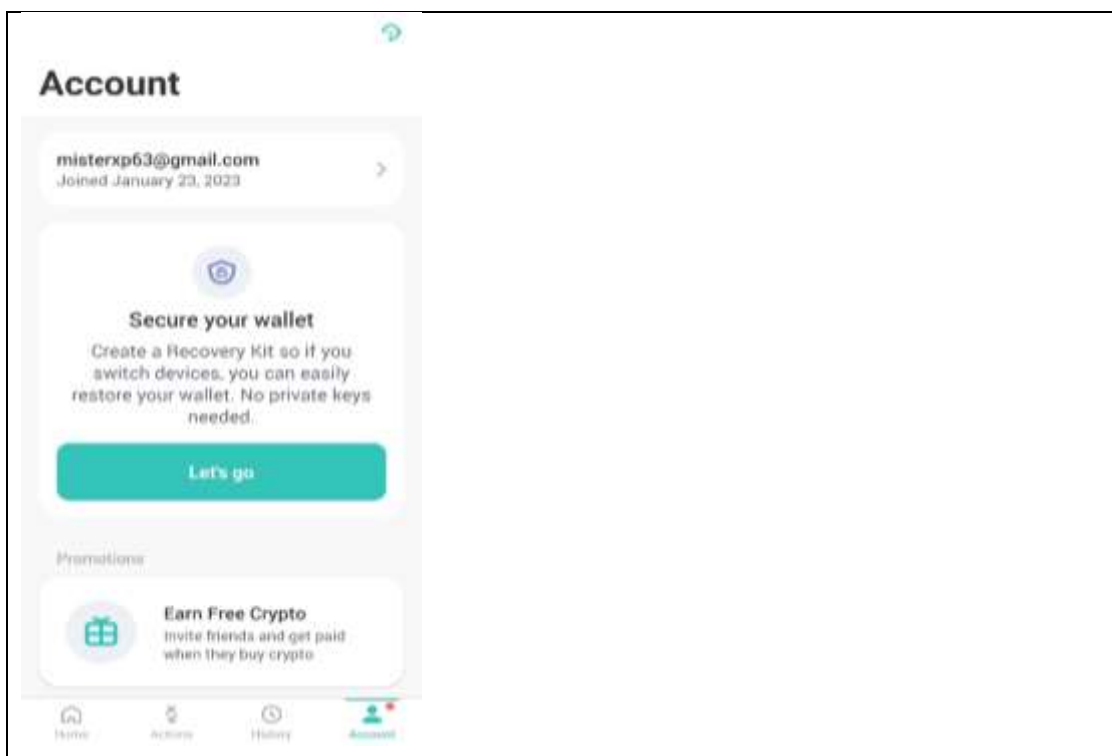 Account
misterxp63@gmail.com
Joined January 23, 2023
Secure your wallet
Create a Recovery Kit so if you
switch devices, you can easily
restore your wallet. No private keys
needed.
Let's go
Promotions
Earn Free Crypto
Invite friends and get paid
when they buy crypto
Home
Actions
History
Account